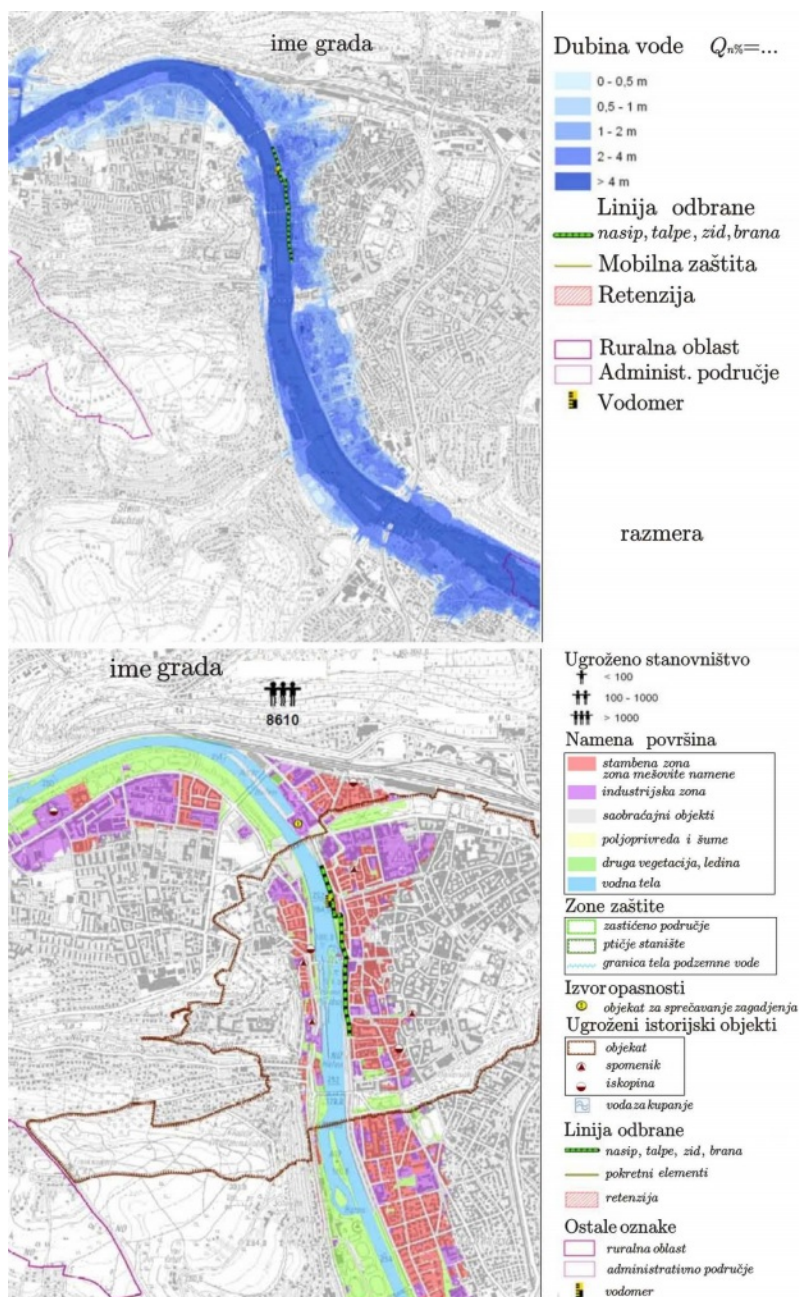 ime grada
Dubina vode Qn%=...
0 - 0,5 m
0,5 - 1 m
1 - 2 m
2 - 4 m
> 4 m
Linija odbrane
nasip, talpe, zid, brana
Mobilna zaštita
Retenzija
Ruralna oblast
Administ. područje
Vodomer
razmera
ime grada
8610
Ugroženo stanovništvo
< 100
100 - 1000
> 1000
Namena površina
stambena zona
zona mešovite namene
industrijska zona
saobraćajni objekti
poljoprivreda i šume
druga vegetacija, ledina
vodna tela
Zone zaštite
zastićeno područje
ptičje stanište
granica tela podzemne vode
Izvor opasnosti
objekat za sprečavanje zagadjenja
Ugroženi istorijski objekti
objekat
spomenik
iskopina
voda za kupanje
Linija odbrane
nasip, talpe, zid, brana
pokretni elementi
retenzija
Ostale oznake
ruralna oblast
administrativno područje
vodomer